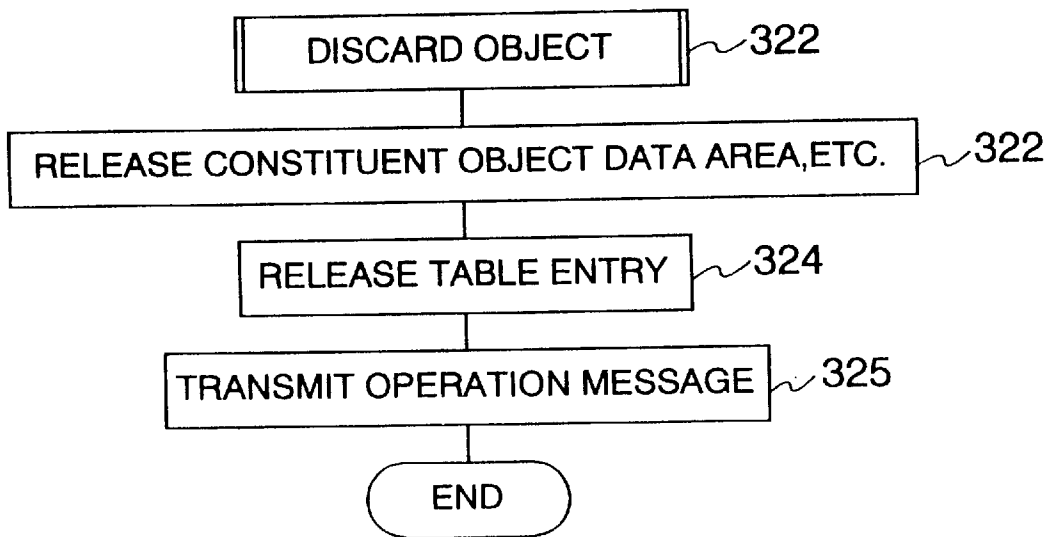 DISCARD OBJECT 322
RELEASE CONSTITUENT OBJECT DATA AREA,ETC. 322
RELEASE TABLE ENTRY 324
TRANSMIT OPERATION MESSAGE 325
END